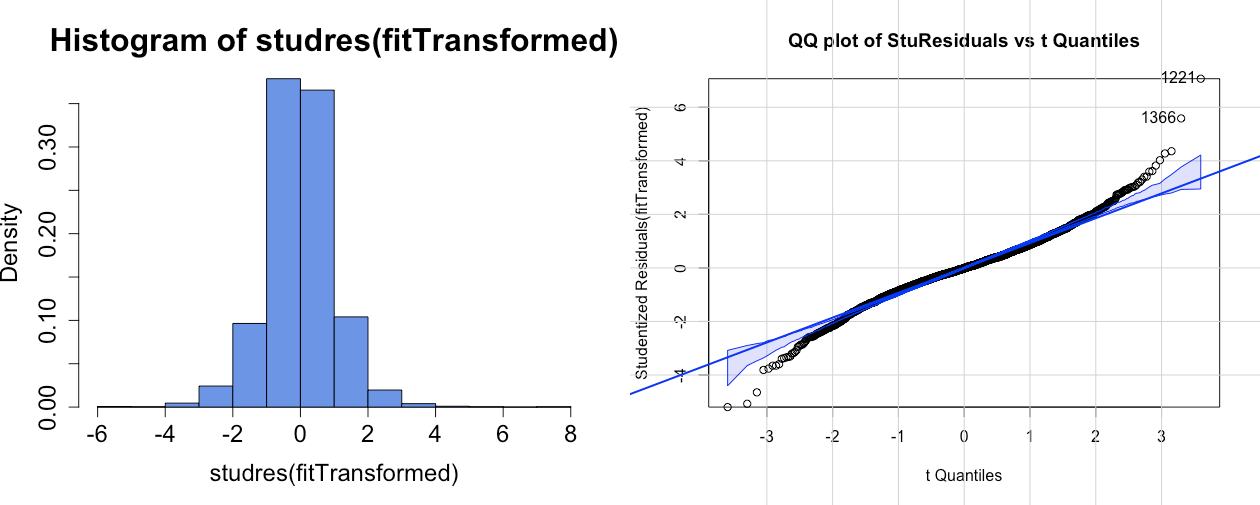 Histogram of studres(fitTransformed)
Density
0.00 0.10 0.20 0.30
-6 -4 -2 0 2 4 6 8
studres(fitTransformed)
QQ plot of StuResiduals vs t Quantiles
Studentized Residuals(fitTransformed)
-4 -2 0 2 4 6
1221
1366
-3 -2 -1 0 1 2 3
t Quantiles